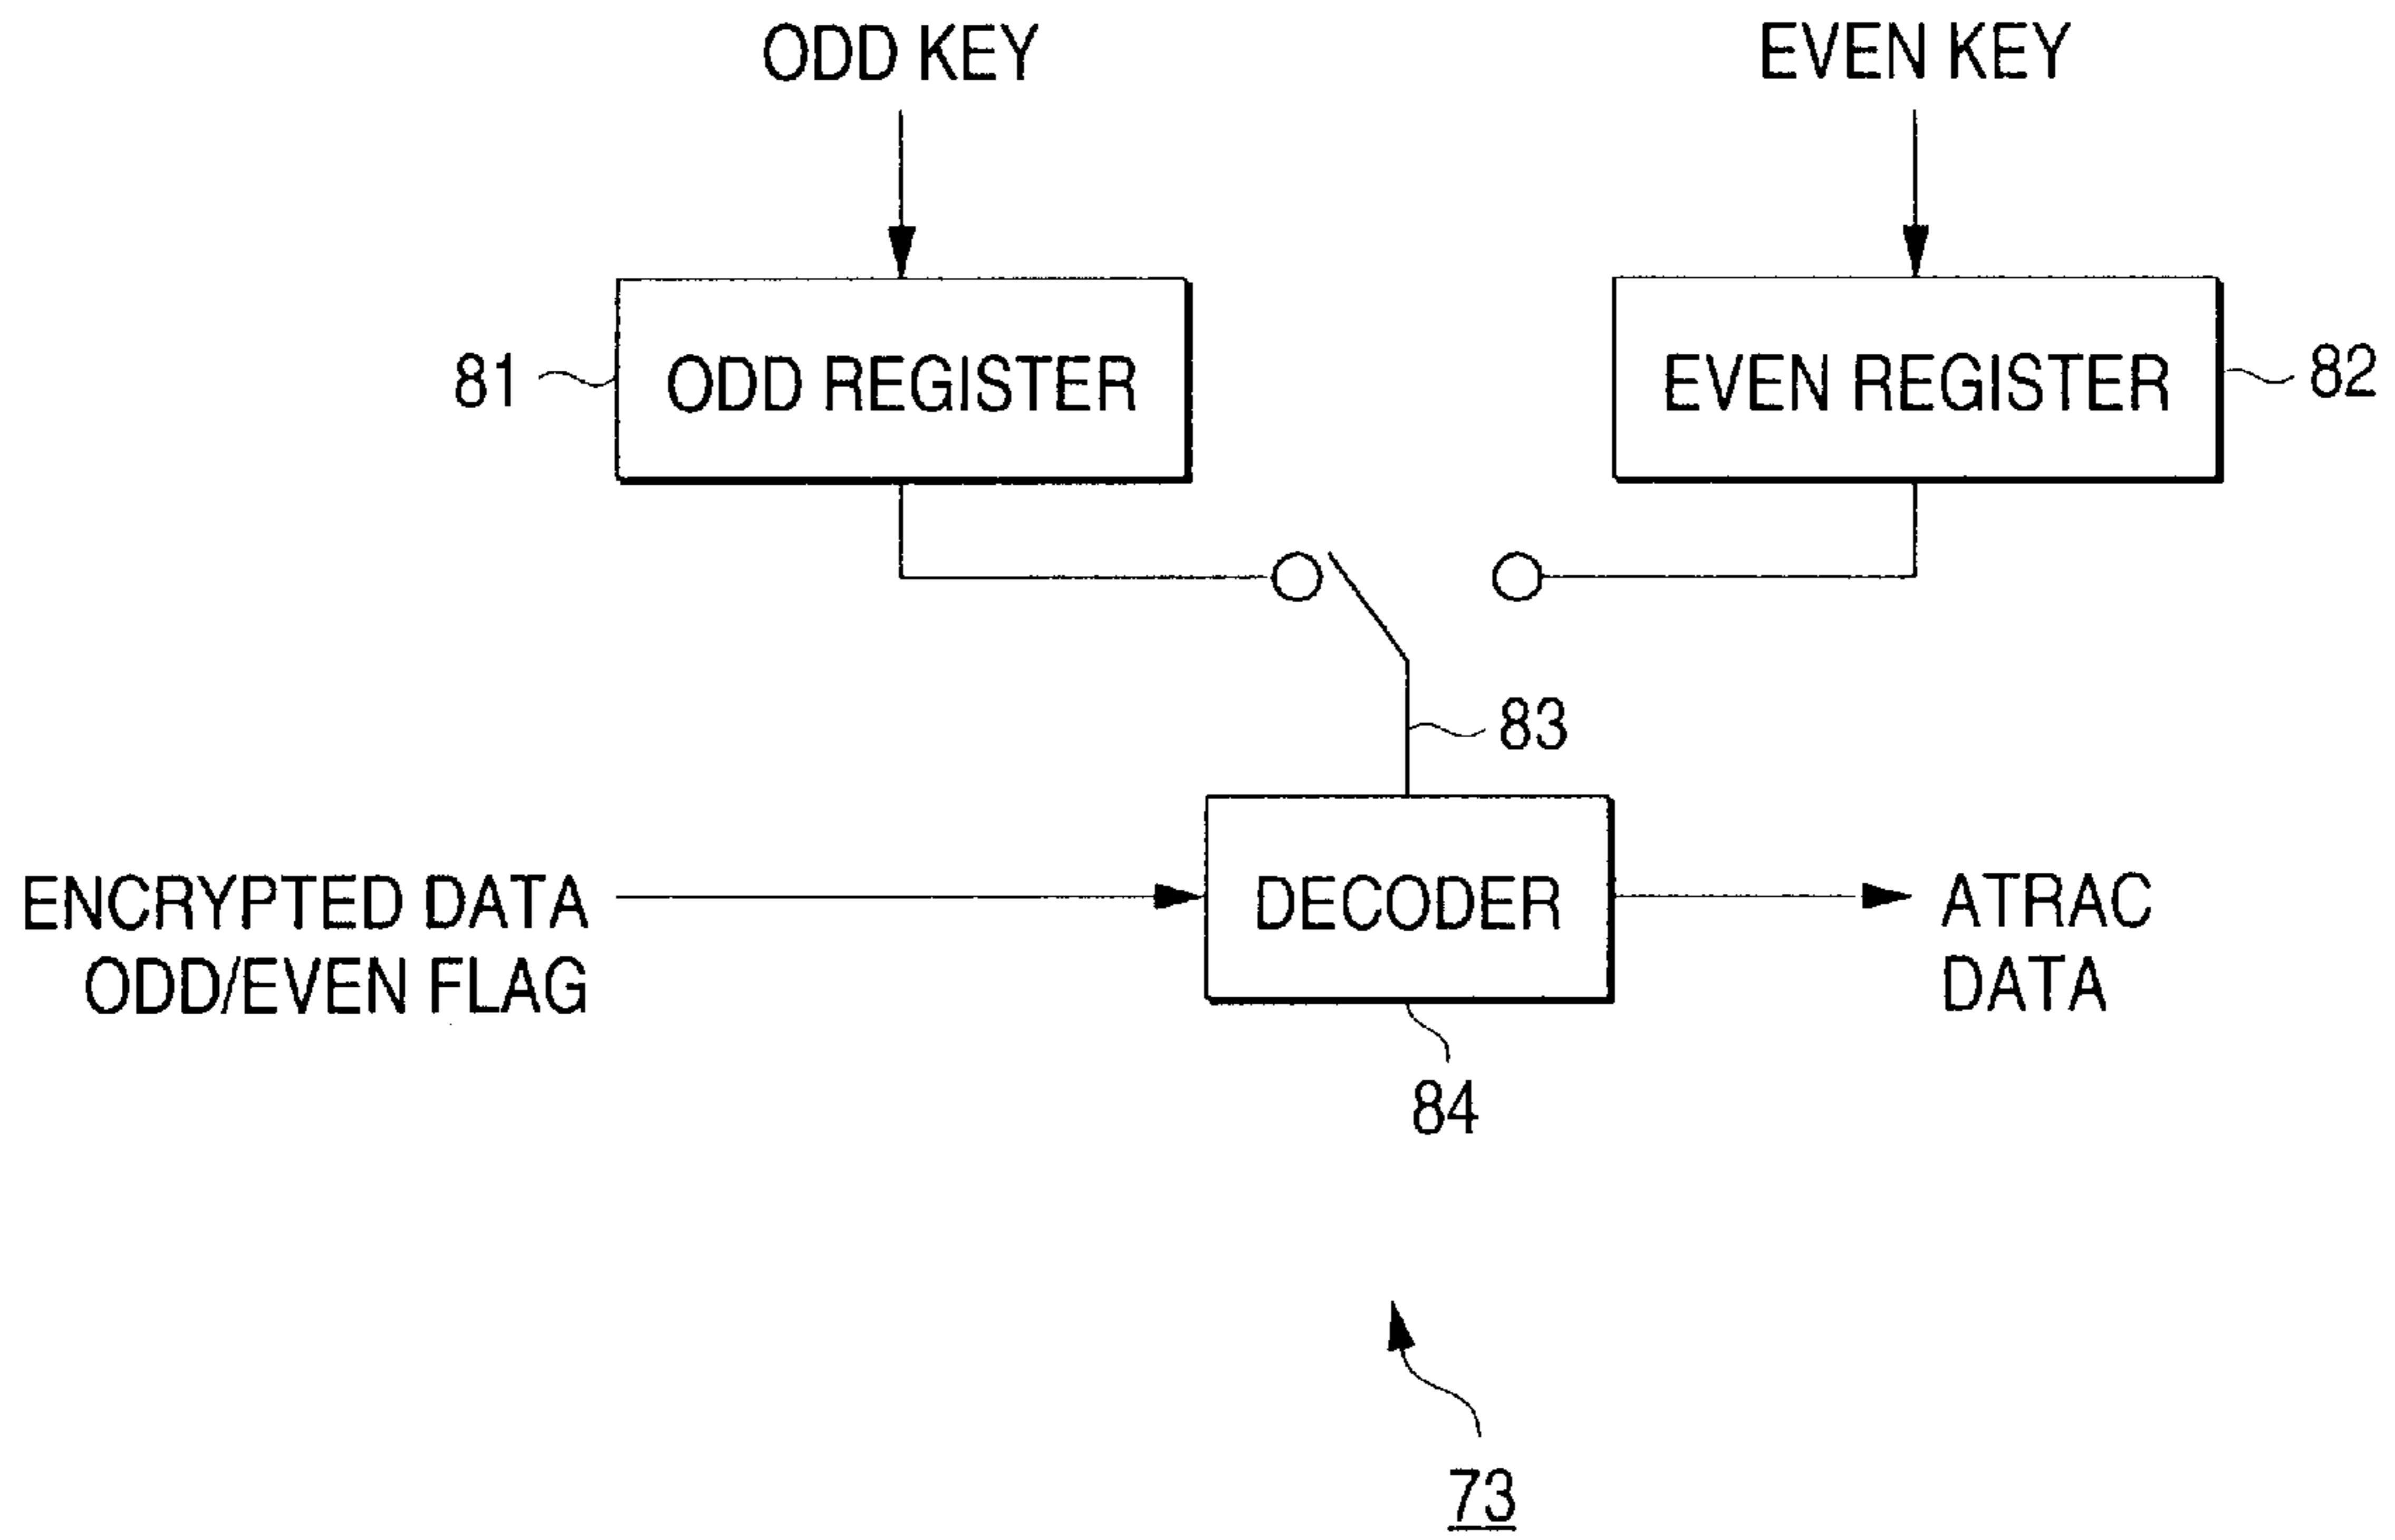 ODD KEY
EVEN KEY
81
ODD REGISTER
EVEN REGISTER
82
83
ENCRYPTED DATA
ODD/EVEN FLAG
DECODER
ATRAC
DATA
84
73